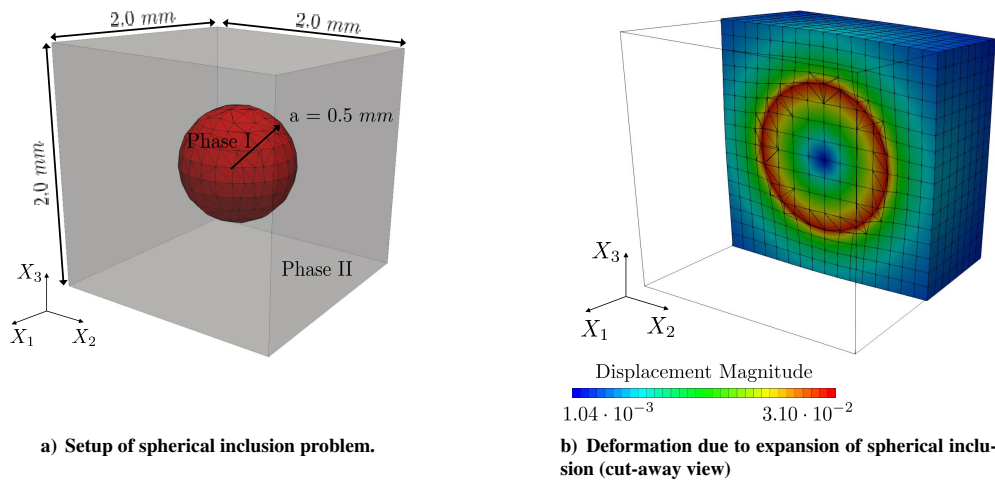 2.0 mm
2.0 mm
2.0 mm
a = 0.5 mm
Phase I
Phase II
X₃
X₁
X₂
a) Setup of spherical inclusion problem.
X₃
X₁
X₂
Displacement Magnitude
1.04 · 10⁻³
3.10 · 10⁻²
b) Deformation due to expansion of spherical inclu-
sion (cut-away view)